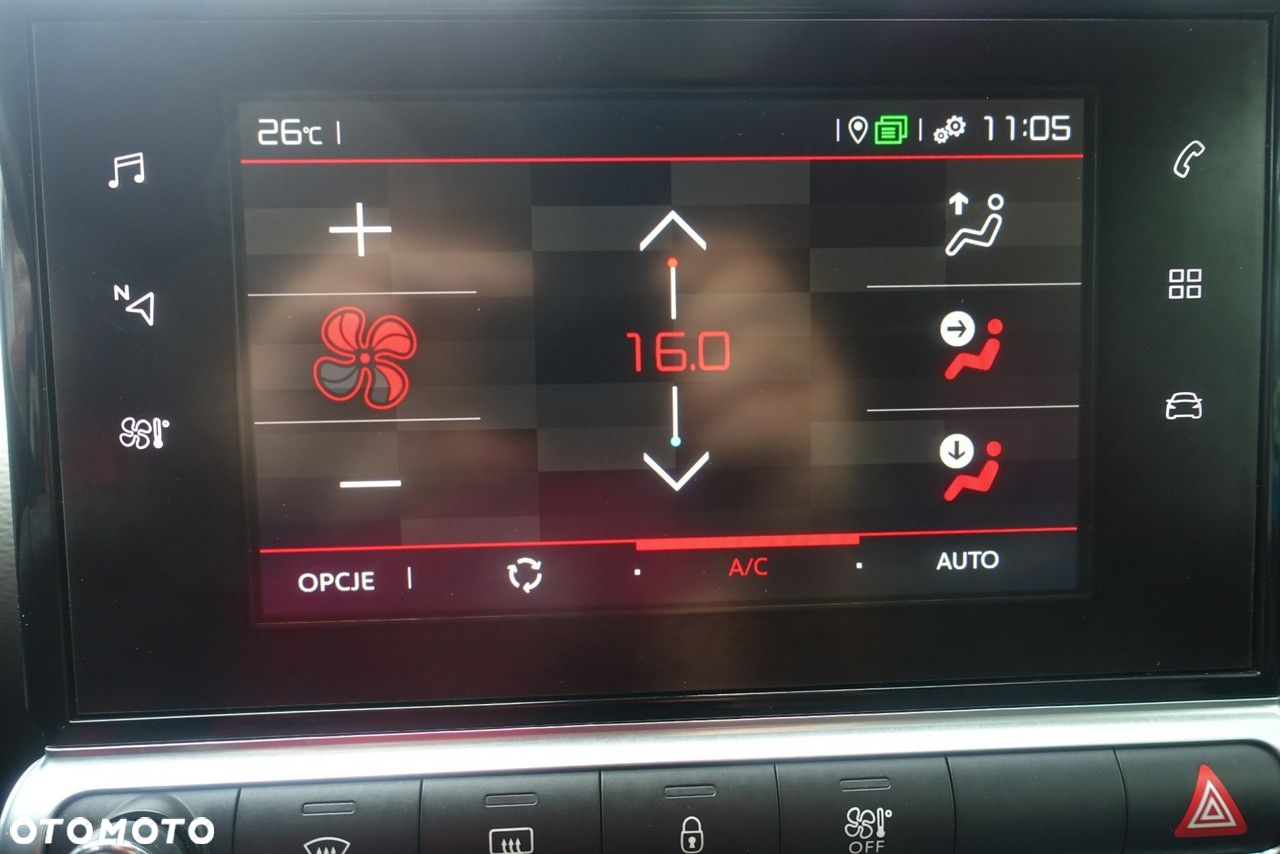 26°C
11:05
N
16.0
OPCJE
A/C
AUTO
OTOMOTO
OFF